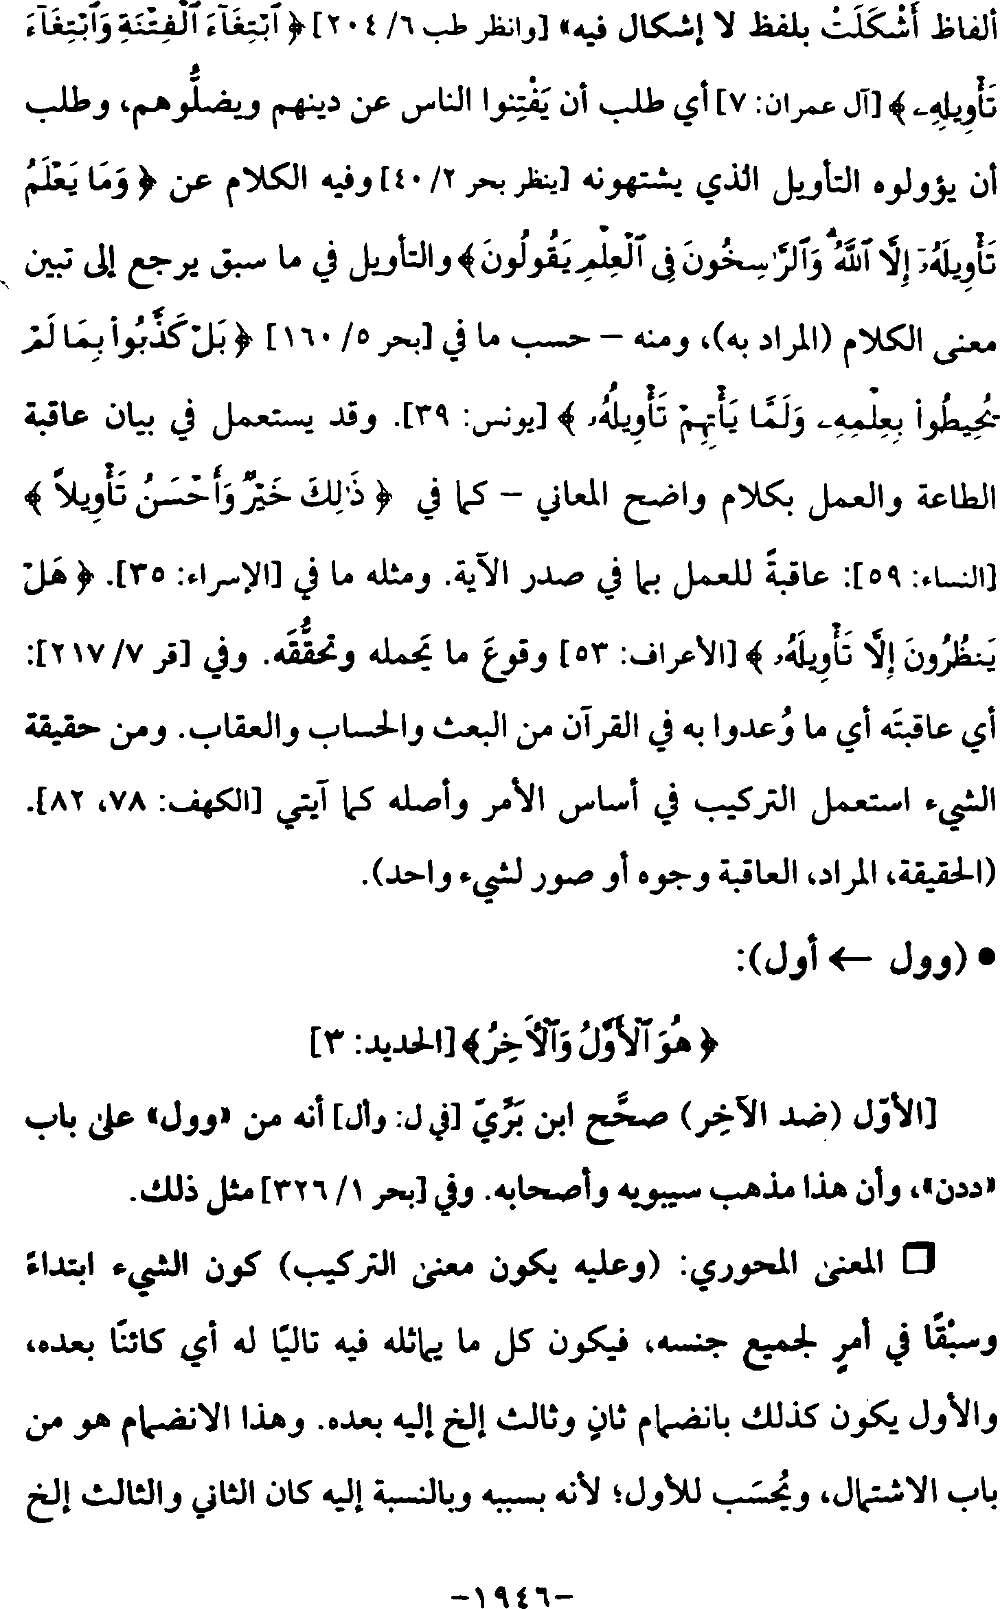 ألفاظ أَشْكَلَتْ بلفظ لا إشكال فيه» [وانظر طب ٦/ ٢٠٤] ﴿ ٱبْتِغَآءَ ٱلْفِتْنَةِ وَٱبْتِغَآءَ
تَأْوِيلِهِۦ ﴾ [آل عمران: ٧] أي طلب أن يَفْتِنوا الناس عن دينهم ويضلُّوهم، وطلب
أن يؤولوه التأويل الذي يشتهونه [ينظر بحر ٢/ ٤٠٠] وفيه الكلام عن ﴿ وَمَا يَعْلَمُ
تَأْوِيلَهُۥٓ إِلَّا ٱللَّهُ ۗ وَٱلرَّٰسِخُونَ فِى ٱلْعِلْمِ يَقُولُونَ ﴾ والتأويل في ما سبق يرجع إلى تبين
معنى الكلام (المراد به)، ومنه – حسب ما في [بحر ٥/ ١٦٠] ﴿ بَلْ كَذَّبُوا۟ بِمَا لَمْ
يُحِيطُوا۟ بِعِلْمِهِۦ وَلَمَّا يَأْتِهِمْ تَأْوِيلُهُۥ ﴾ [يونس: ٣٩]. وقد يستعمل في بيان عاقبة
الطاعة والعمل بكلام واضح المعاني – كما في ﴿ ذَٰلِكَ خَيْرٌ وَأَحْسَنُ تَأْوِيلاً ﴾
[النساء: ٥٩]: عاقبةً للعمل بما في صدر الآية. ومثله ما في [الإسراء: ٣٥]. ﴿ هَلْ
يَنظُرُونَ إِلَّا تَأْوِيلَهُۥ ﴾ [الأعراف: ٥٣] وقوعَ ما يَحمله وتحقُّقَه. وفي [قر ٧/ ٢١٧]:
أي عاقبتَه أي ما وُعدوا به في القرآن من البعث والحساب والعقاب. ومن حقيقة
الشيء استعمل التركيب في أساس الأمر وأصله كما آيتي [الكهف: ٧٨، ٨٢].
(الحقيقة، المراد، العاقبة وجوه أو صور لشيء واحد).
• (وول ← أول):
﴿ هُوَ ٱلْأَوَّلُ وَٱلْءَاخِرُ ﴾ [الحديد: ٣]
[الأوّل (ضد الآخِر) صحَّح ابن بَرِّيّ [في ل: وأل] أنه من «وول» على باب
«ددن»، وأن هذا مذهب سيبويه وأصحابه. وفي [بحر ١/ ٣٢٦] مثل ذلك.
❒ المعنى المحوري: (وعليه يكون معنى التركيب) كون الشيء ابتداءً
وسبْقًا في أمرٍ لجميع جنسه، فيكون كل ما يماثله فيه تاليًا له أي كائنًا بعده،
والأول يكون كذلك بانضمام ثانٍ وثالث إلخ إليه بعده. وهذا الانضمام هو من
باب الاشتمال، ويُحسَب للأول؛ لأنه بسببه وبالنسبة إليه كان الثاني والثالث إلخ
-١٩٤٦-